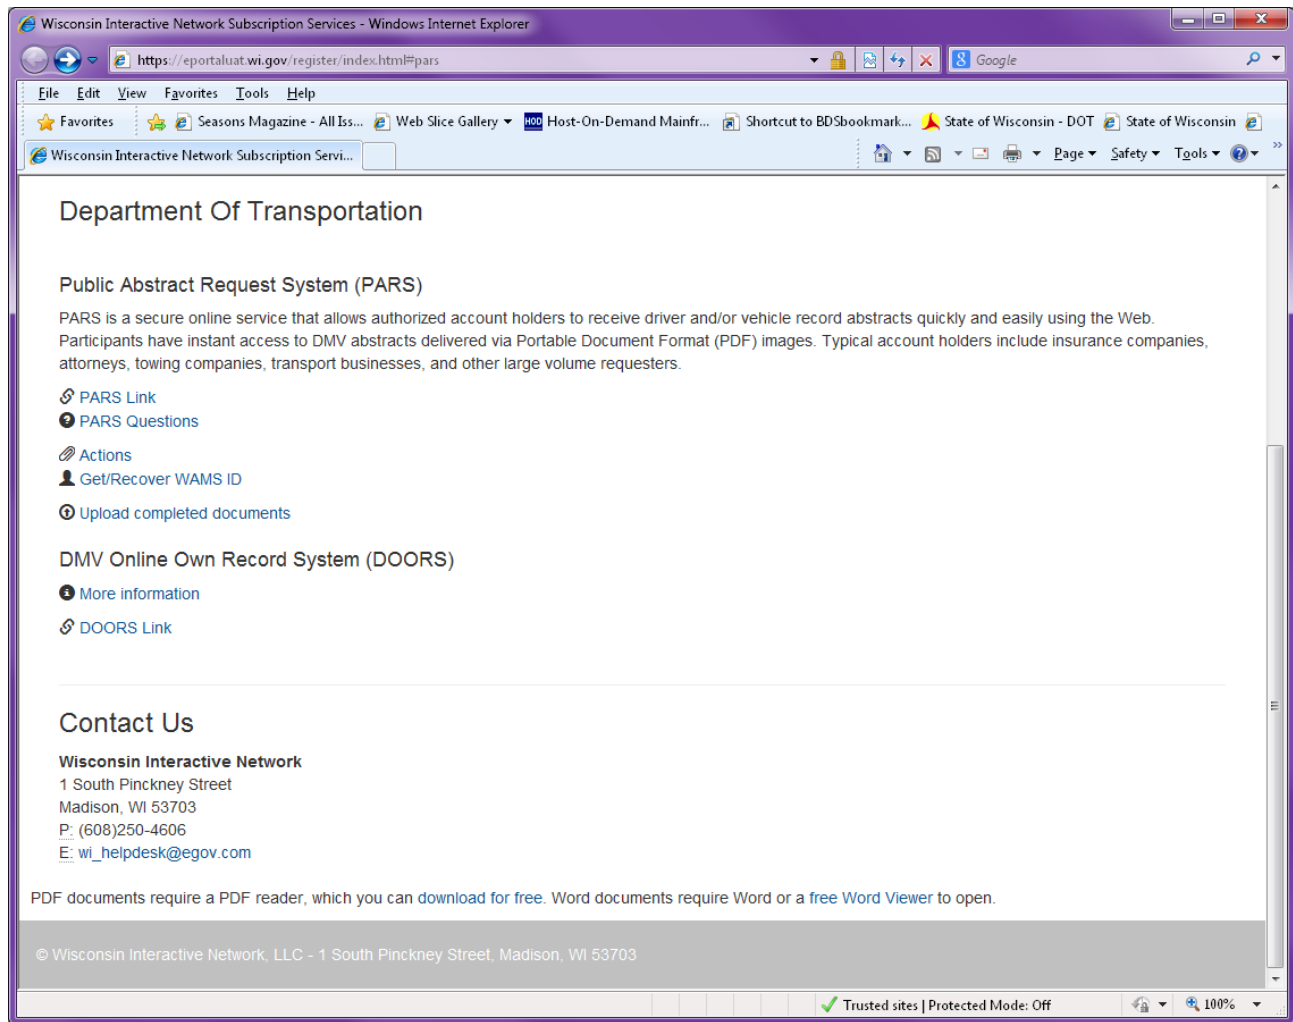 Wisconsin Interactive Network Subscription Services - Windows Internet Explorer
https://eportaluat.wi.gov/register/index.html#pars
Google
File Edit View Favorites Tools Help
Favorites Seasons Magazine - All Iss... Web Slice Gallery HOD Host-On-Demand Mainfr... Shortcut to BDSbookmark... State of Wisconsin - DOT State of Wisconsin
Wisconsin Interactive Network Subscription Servi... Page Safety Tools
Department Of Transportation
Public Abstract Request System (PARS)
PARS is a secure online service that allows authorized account holders to receive driver and/or vehicle record abstracts quickly and easily using the Web.
Participants have instant access to DMV abstracts delivered via Portable Document Format (PDF) images. Typical account holders include insurance companies,
attorneys, towing companies, transport businesses, and other large volume requesters.
PARS Link
PARS Questions
Actions
Get/Recover WAMS ID
Upload completed documents
DMV Online Own Record System (DOORS)
More information
DOORS Link
Contact Us
Wisconsin Interactive Network
1 South Pinckney Street
Madison, WI 53703
P: (608)250-4606
E: wi_helpdesk@egov.com
PDF documents require a PDF reader, which you can download for free. Word documents require Word or a free Word Viewer to open.
© Wisconsin Interactive Network, LLC - 1 South Pinckney Street, Madison, WI 53703
Trusted sites | Protected Mode: Off 100%